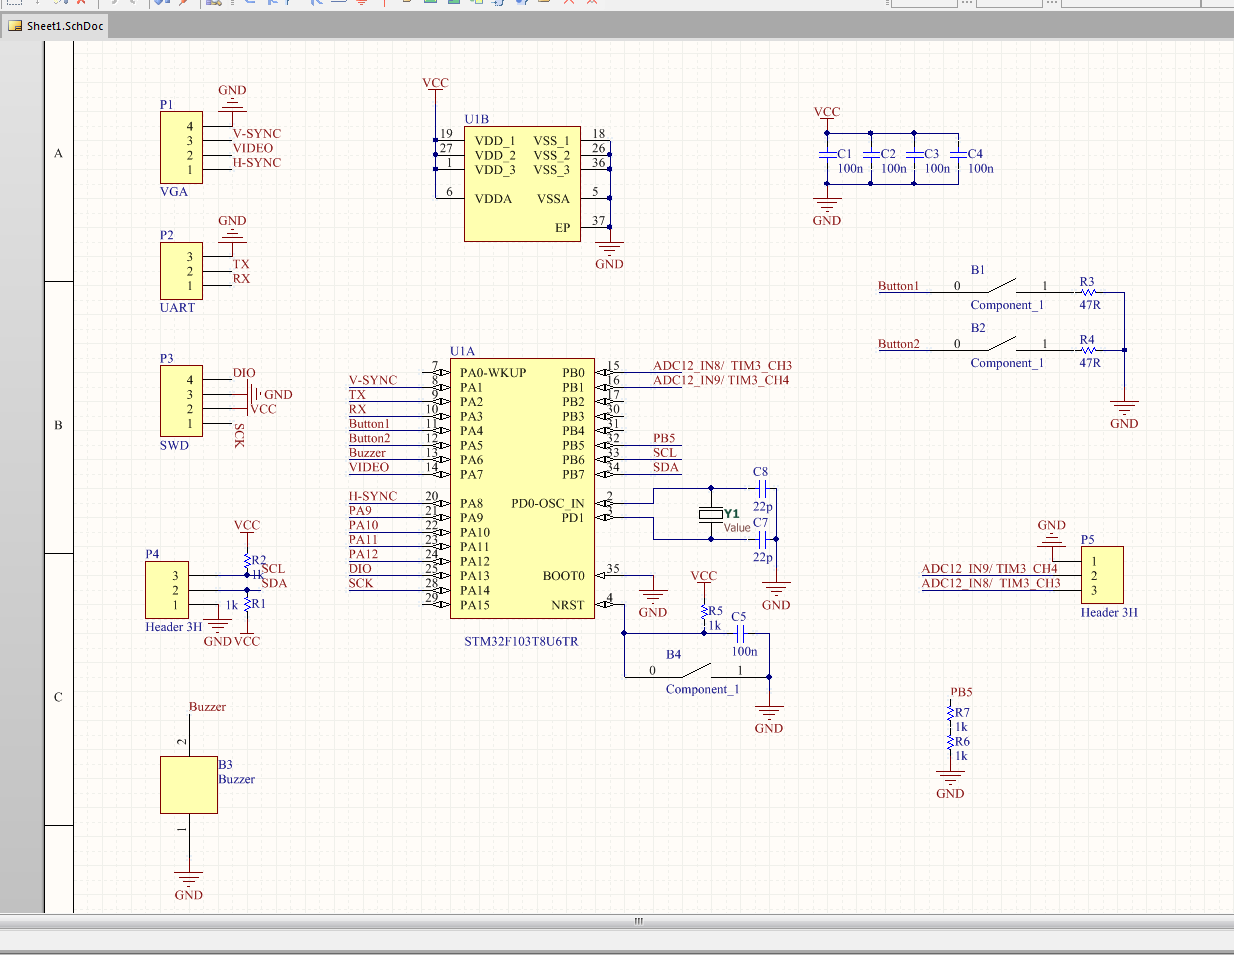 Sheet1.SchDoc
A
B
C
P1
GND
4
3
2
1
V-SYNC
VIDEO
H-SYNC
VGA
P2
GND
3
2
1
TX
RX
UART
P3
4
3
2
1
DIO
GND
VCC
SCK
SWD
VCC
U1B
19 VDD_1 VSS_1 18
27 VDD_2 VSS_2 26
1 VDD_3 VSS_3 36
6 VDDA VSSA 5
EP 37
GND
VCC
C1 C2 C3 C4
100n 100n 100n 100n
GND
B1
Button1 0 1 R3
Component_1 47R
B2
Button2 0 1 R4
Component_1 47R
GND
U1A
7 PA0-WKUP PB0 15 ADC12_IN8/ TIM3_CH3
V-SYNC 8 PA1 PB1 16 ADC12_IN9/ TIM3_CH4
TX 9 PA2 PB2 17
RX 10 PA3 PB3 30
Button1 11 PA4 PB4 31
Button2 12 PA5 PB5 32 PB5
Buzzer 13 PA6 PB6 33 SCL
VIDEO 14 PA7 PB7 34 SDA
H-SYNC 20 PA8 PD0-OSC_IN 2
PA9 21 PA9 PD1 3
PA10 22 PA10
PA11 23 PA11
PA12 24 PA12
DIO 25 PA13 BOOT0 35
SCK 28 PA14
29 PA15 NRST 4
STM32F103T8U6TR
C8
22p
Y1
Value
C7
22p
GND
GND
VCC
R5
1k
C5
100n
B4
0 1
Component_1
GND
VCC
P4
R2
1k
SCL
SDA
3
2
1
1k R1
Header 3H
GND VCC
GND
P5
ADC12_IN9/ TIM3_CH4
ADC12_IN8/ TIM3_CH3
1
2
3
Header 3H
Buzzer
2
B3
Buzzer
1
GND
PB5
R7
1k
R6
1k
GND